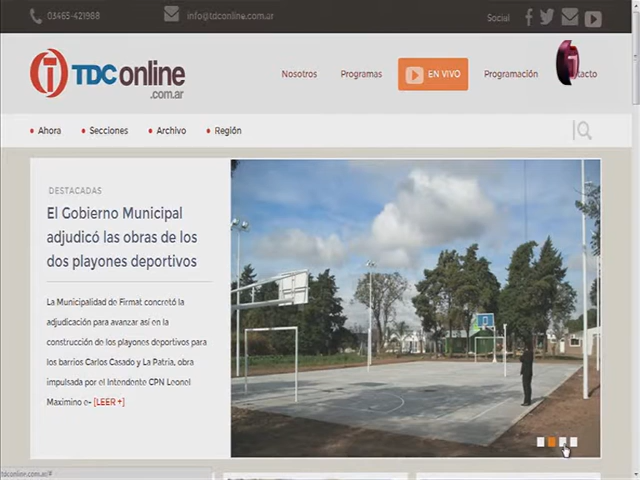 03465-421988
info@tdconline.com.ar
Social
TDC online
.com.ar
Nosotros
Programas
EN VIVO
Programación
Ahora
Secciones
Archivo
Región
DESTACADAS
El Gobierno Municipal
adjudicó las obras de los
dos playones deportivos
La Municipalidad de Firmat concretó la
adjudicación para avanzar así en la
construcción de los playones deportivos para
los barrios Carlos Casado y La Patria, obra
impulsada por el Intendente CPN Leonel
Maximino e- [LEER +]
tdconline.com.ar/#